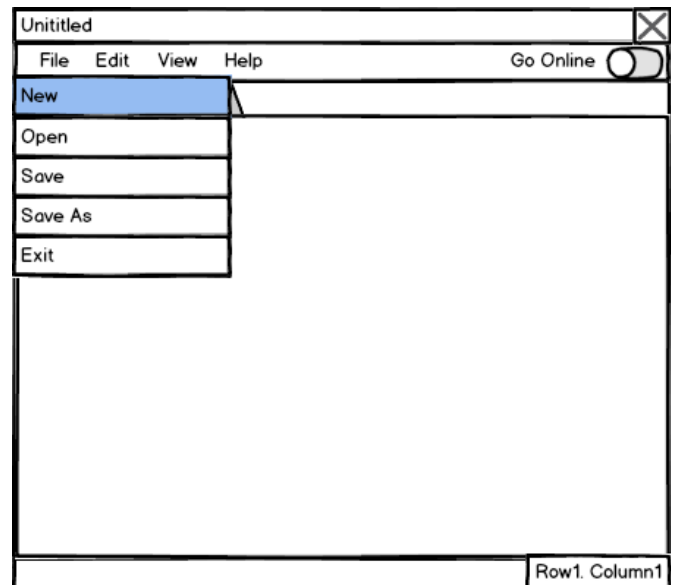 Unititled
File Edit View Help Go Online
New
Open
Save
Save As
Exit
Row1. Column1